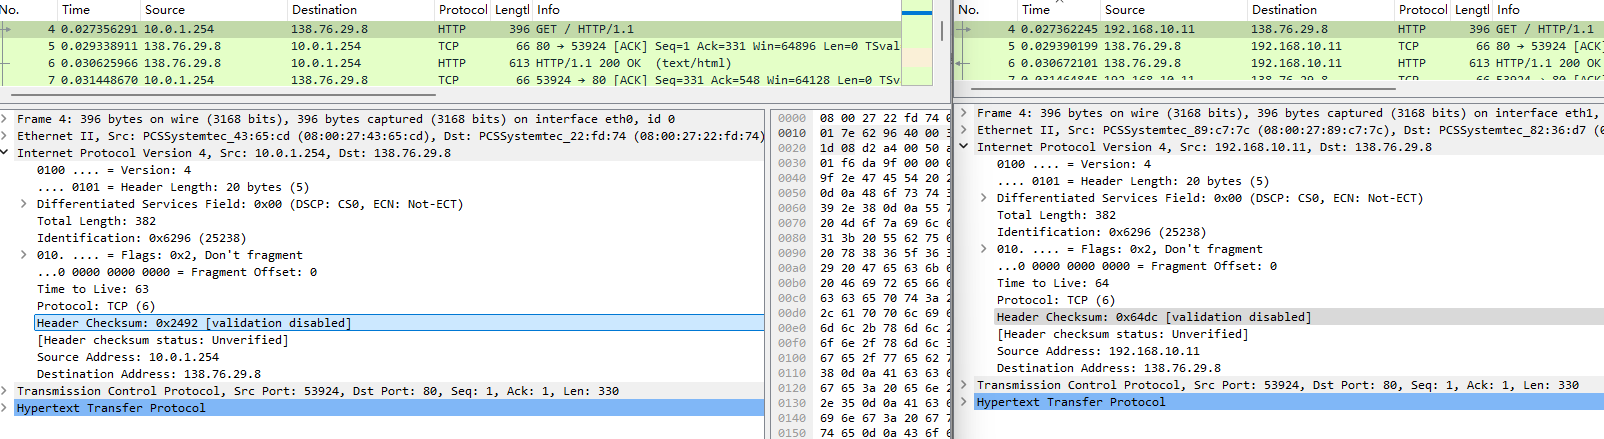 No. Time Source Destination Protocol Lengtl Info
4 0.027356291 10.0.1.254 138.76.29.8 HTTP 396 GET / HTTP/1.1
5 0.029338911 138.76.29.8 10.0.1.254 TCP 66 80 → 53924 [ACK] Seq=1 Ack=331 Win=64896 Len=0 TSval
6 0.030625966 138.76.29.8 10.0.1.254 HTTP 613 HTTP/1.1 200 OK (text/html)
7 0.031448670 10.0.1.254 138.76.29.8 TCP 66 53924 → 80 [ACK] Seq=331 Ack=548 Win=64128 Len=0 TSv
Frame 4: 396 bytes on wire (3168 bits), 396 bytes captured (3168 bits) on interface eth0, id 0
Ethernet II, Src: PCSSystemtec_43:65:cd (08:00:27:43:65:cd), Dst: PCSSystemtec_22:fd:74 (08:00:27:22:fd:74)
Internet Protocol Version 4, Src: 10.0.1.254, Dst: 138.76.29.8
0100 .... = Version: 4
.... 0101 = Header Length: 20 bytes (5)
Differentiated Services Field: 0x00 (DSCP: CS0, ECN: Not-ECT)
Total Length: 382
Identification: 0x6296 (25238)
010. .... = Flags: 0x2, Don't fragment
...0 0000 0000 0000 = Fragment Offset: 0
Time to Live: 63
Protocol: TCP (6)
Header Checksum: 0x2492 [validation disabled]
[Header checksum status: Unverified]
Source Address: 10.0.1.254
Destination Address: 138.76.29.8
Transmission Control Protocol, Src Port: 53924, Dst Port: 80, Seq: 1, Ack: 1, Len: 330
Hypertext Transfer Protocol
0000 08 00 27 22 fd 74
0010 01 7e 62 96 40 00
0020 1d 08 d2 a4 00 50
0030 01 f6 da 9f 00 00
0040 9f 2e 47 45 54 20
0050 0d 0a 48 6f 73 74
0060 39 2e 38 0d 0a 55
0070 20 4d 6f 7a 69 6c
0080 31 3b 20 55 62 75
0090 20 78 38 36 5f 36
00a0 29 20 47 65 63 6b
00b0 20 46 69 72 65 66
00c0 63 63 65 70 74 3a
00d0 2c 61 70 70 6c 69
00e0 6d 6c 2b 78 6d 6c
00f0 6f 6e 2f 78 6d 6c
0100 67 65 2f 77 65 62
0110 38 0d 0a 41 63 63
0120 67 65 3a 20 65 6e
0130 2e 35 0d 0a 41 63
0140 69 6e 67 3a 20 67
0150 74 65 0d 0a 43 6f
No. Time Source Destination Protocol Lengtl Info
4 0.027362245 192.168.10.11 138.76.29.8 HTTP 396 GET / HTTP/1.1
5 0.029390199 138.76.29.8 192.168.10.11 TCP 66 80 → 53924 [ACK]
6 0.030672101 138.76.29.8 192.168.10.11 HTTP 613 HTTP/1.1 200 OK
7 0.031464845 192.168.10.11 138.76.29.8 TCP 66 53924 → 80 [ACK]
Frame 4: 396 bytes on wire (3168 bits), 396 bytes captured (3168 bits) on interface eth1,
Ethernet II, Src: PCSSystemtec_89:c7:7c (08:00:27:89:c7:7c), Dst: PCSSystemtec_82:36:d7 (0
Internet Protocol Version 4, Src: 192.168.10.11, Dst: 138.76.29.8
0100 .... = Version: 4
.... 0101 = Header Length: 20 bytes (5)
Differentiated Services Field: 0x00 (DSCP: CS0, ECN: Not-ECT)
Total Length: 382
Identification: 0x6296 (25238)
010. .... = Flags: 0x2, Don't fragment
...0 0000 0000 0000 = Fragment Offset: 0
Time to Live: 64
Protocol: TCP (6)
Header Checksum: 0x64dc [validation disabled]
[Header checksum status: Unverified]
Source Address: 192.168.10.11
Destination Address: 138.76.29.8
Transmission Control Protocol, Src Port: 53924, Dst Port: 80, Seq: 1, Ack: 1, Len: 330
Hypertext Transfer Protocol